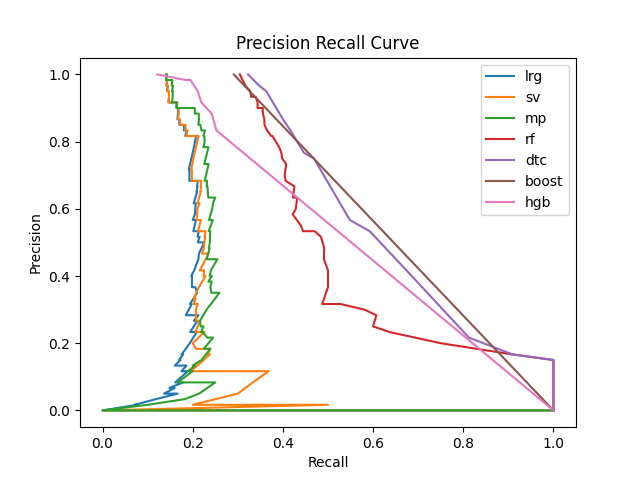 Precision Recall Curve
1.0
0.8
0.6
0.4
0.2
0.0
Precision
lrg
sv
mp
rf
dtc
boost
hgb
0.0 0.2 0.4 0.6 0.8 1.0
Recall